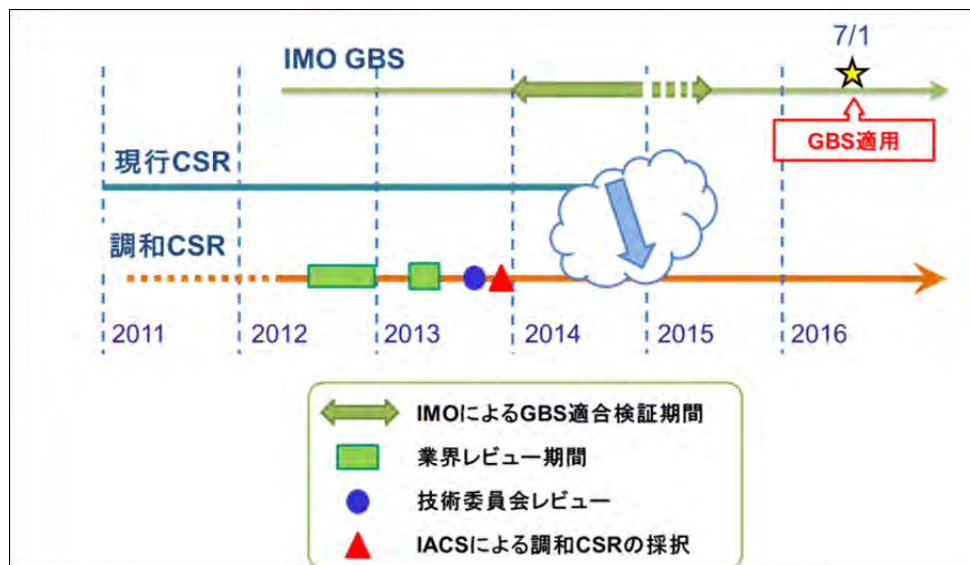 7/1
IMO GBS
GBS適用
現行CSR
調和CSR
2011 2012 2013 2014 2015 2016
IMOによるGBS適合検証期間
業界レビュー期間
技術委員会レビュー
IACSによる調和CSRの採択